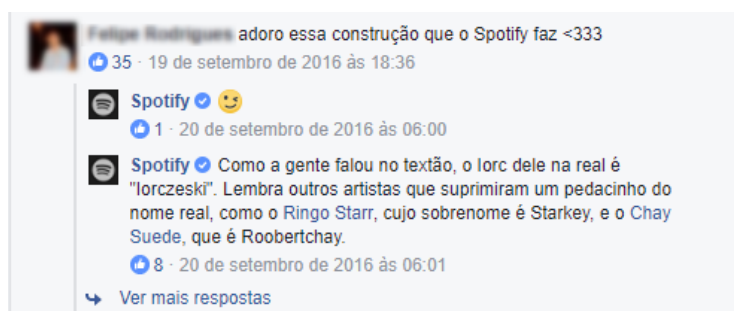 adoro essa construção que o Spotify faz <333
35 · 19 de setembro de 2016 às 18:36
Spotify 😉
1 · 20 de setembro de 2016 às 06:00
Spotify Como a gente falou no textão, o Iorc dele na real é
"Iorczeski". Lembra outros artistas que suprimiram um pedacinho do
nome real, como o Ringo Starr, cujo sobrenome é Starkey, e o Chay
Suede, que é Roobertchay.
8 · 20 de setembro de 2016 às 06:01
Ver mais respostas